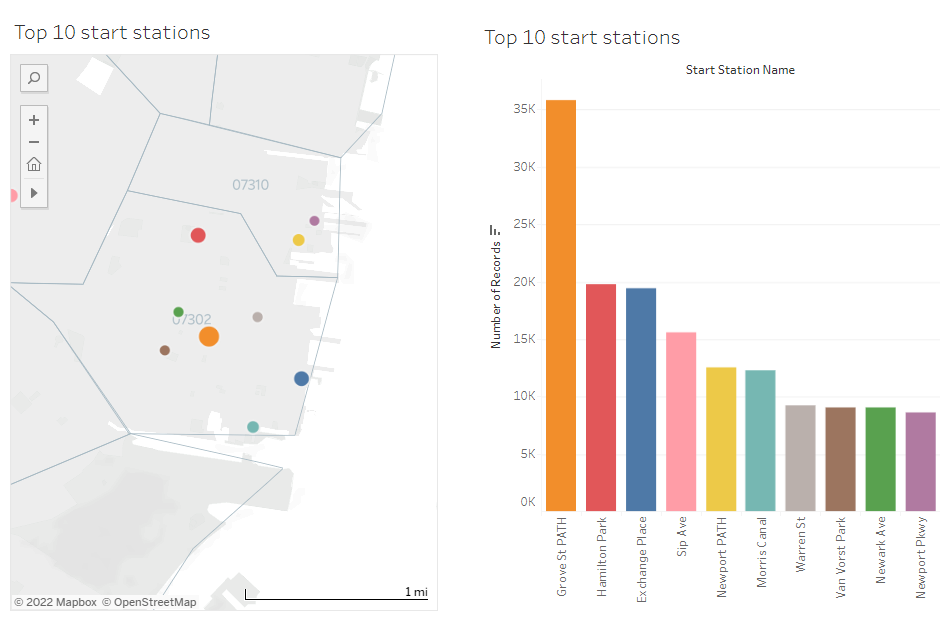 Top 10 start stations
07310
07302
1 mi
© 2022 Mapbox © OpenStreetMap
Top 10 start stations
Start Station Name
Number of Records
35K
30K
25K
20K
15K
10K
5K
0K
Grove St PATH
Hamilton Park
Exchange Place
Sip Ave
Newport PATH
Morris Canal
Warren St
Van Vorst Park
Newark Ave
Newport Pkwy